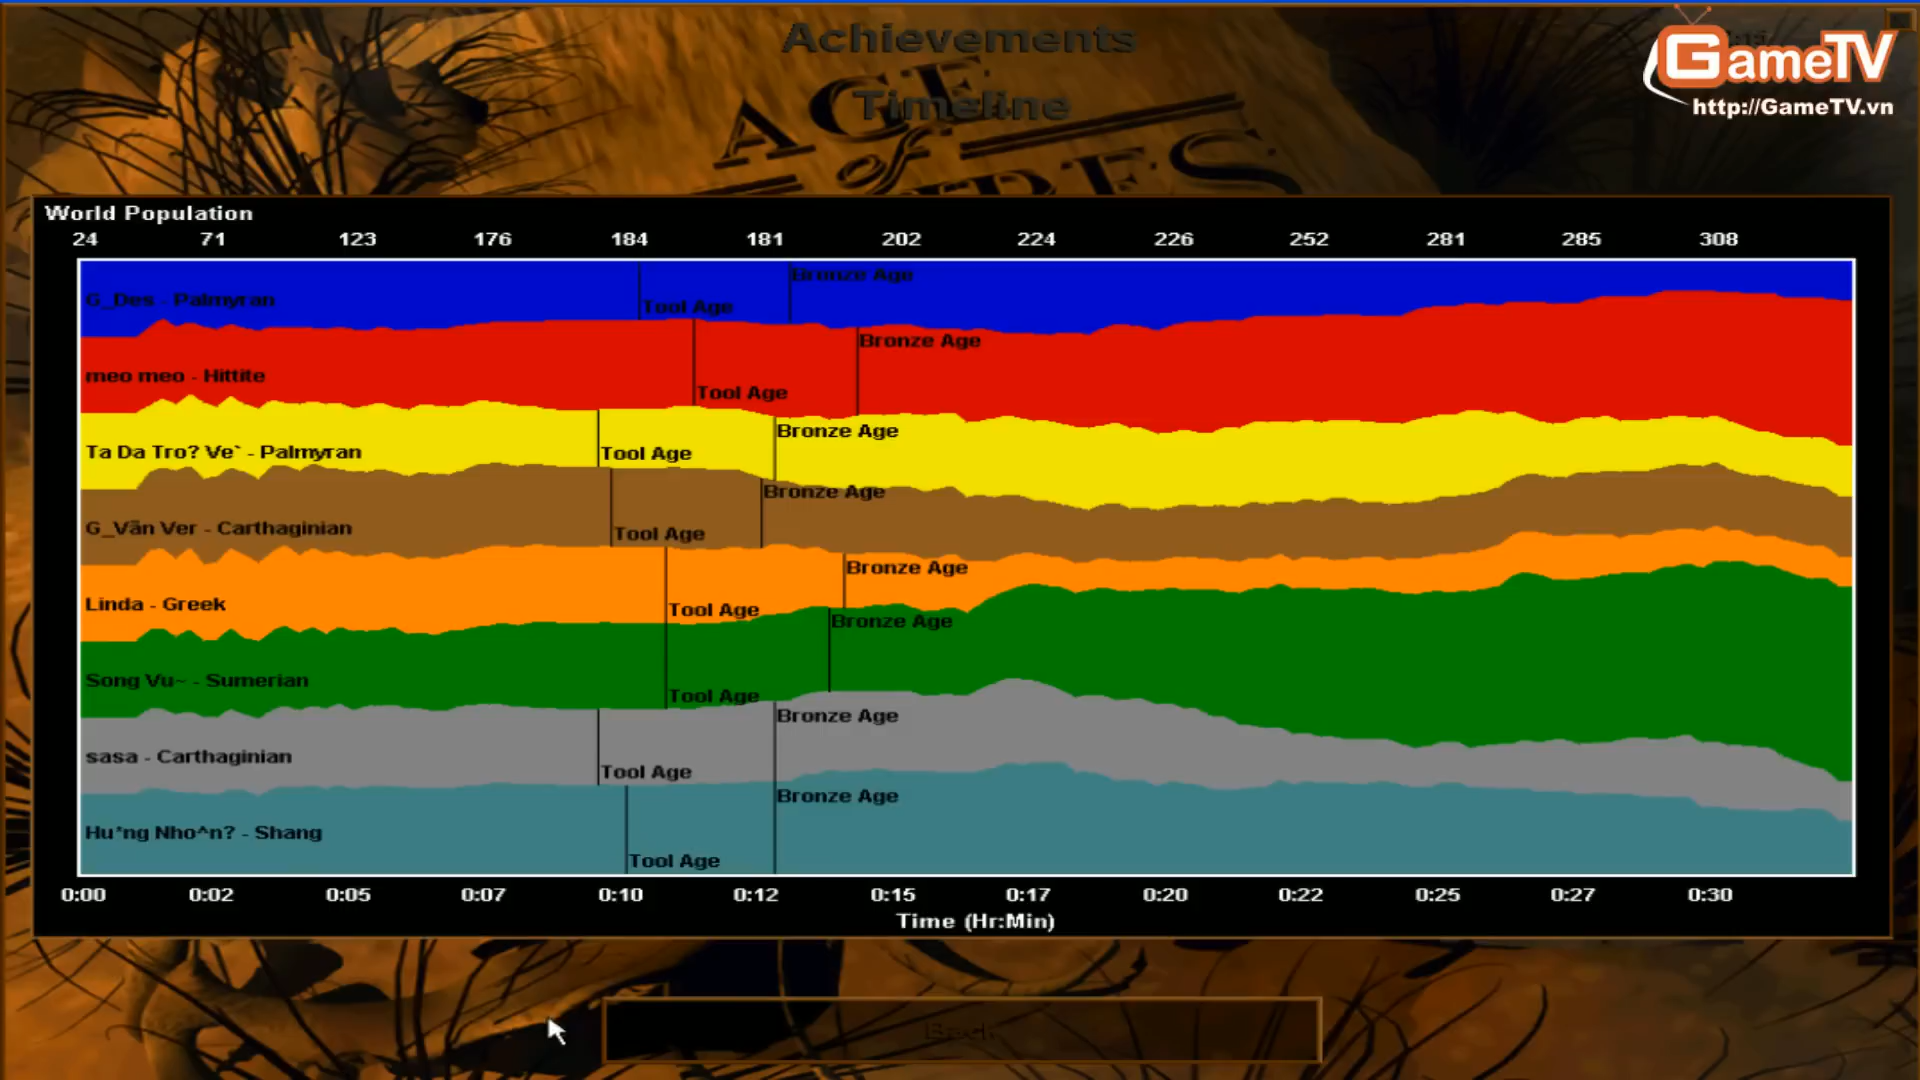 Achievements
GameTV
AGE
Timeline
of
http://GameTV.vn
World Population
24 71 123 176 184 181 202 224 226 252 281 285 308
Bronze Age
G_Des - Palmyran
Tool Age
Bronze Age
meo meo - Hittite
Tool Age
Bronze Age
Ta Da Tro? Ve` - Palmyran
Tool Age
Bronze Age
G_Vãn Ver - Carthaginian
Tool Age
Bronze Age
Linda - Greek
Tool Age
Bronze Age
Song Vu~ - Sumerian
Tool Age
Bronze Age
sasa - Carthaginian
Tool Age
Bronze Age
Hu*ng Nho^n? - Shang
Tool Age
0:00 0:02 0:05 0:07 0:10 0:12 0:15 0:17 0:20 0:22 0:25 0:27 0:30
Time (Hr:Min)
Back